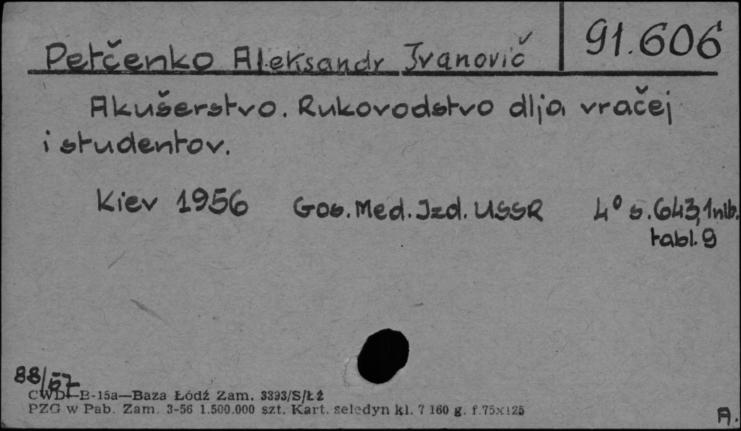 Petčenko Aleksandr Ivanovič 91.606
Akušerstvo. Rukovodstvo dlja vračej
i studentov.
Kiev 1956 Gos. Med. Izd. USSR 4° s. 643, 1 nlb.
tabl. 9
88/57
CWD—B-15a—Baza Łódź Zam. 3393/S/ŁŹ
PZG w Pab. Zam. 3-56 1.500.000 szt. Kart. seledyn kl. 7 160 g. f.75x125
A.